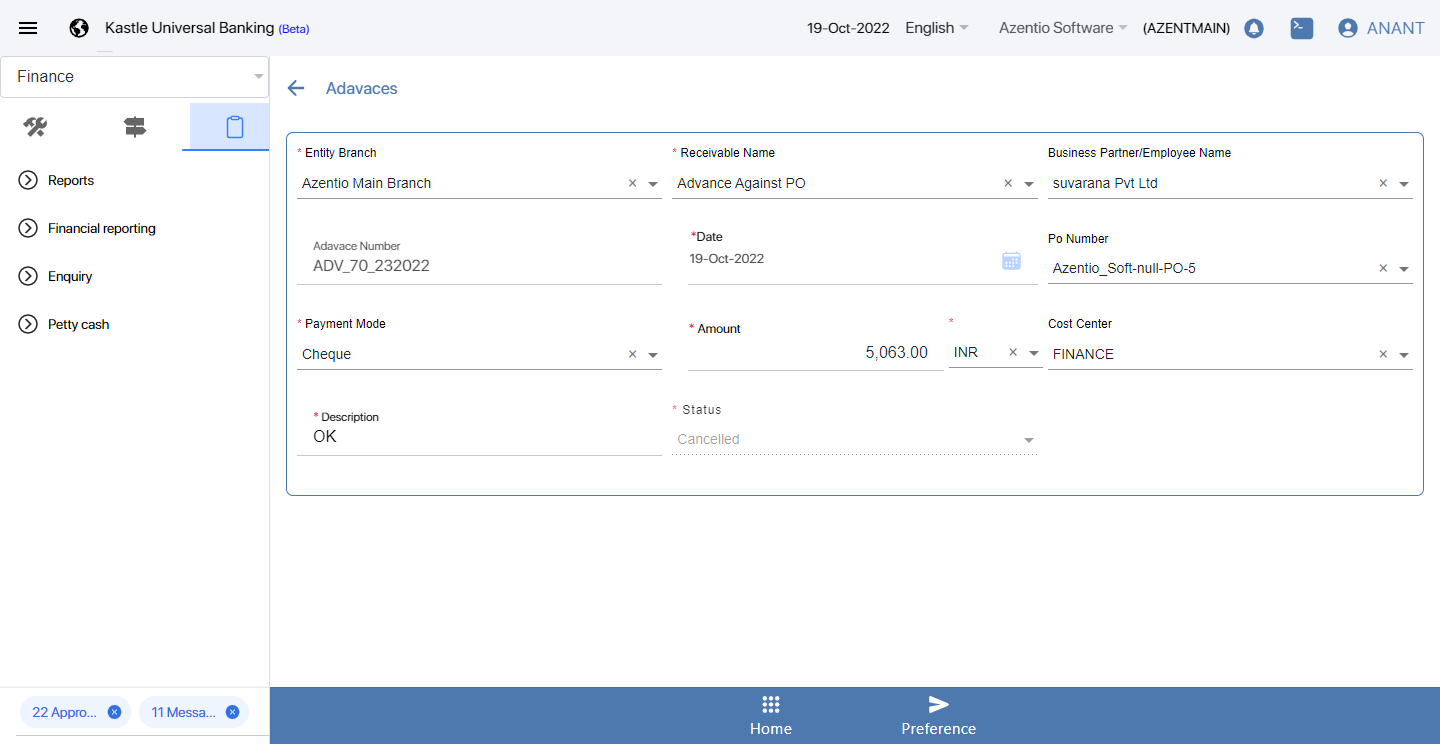 Kastle Universal Banking (Beta)
19-Oct-2022 English Azentio Software (AZENTMAIN) ANANT
Finance
Reports
Financial reporting
Enquiry
Petty cash
Adavaces
* Entity Branch
Azentio Main Branch
* Receivable Name
Advance Against PO
Business Partner/Employee Name
suvarana Pvt Ltd
Adavace Number
ADV_70_232022
*Date
19-Oct-2022
Po Number
Azentio_Soft-null-PO-5
* Payment Mode
Cheque
* Amount
5,063.00
*
INR
Cost Center
FINANCE
* Description
OK
* Status
Cancelled
22 Appro...
11 Messa...
Home
Preference